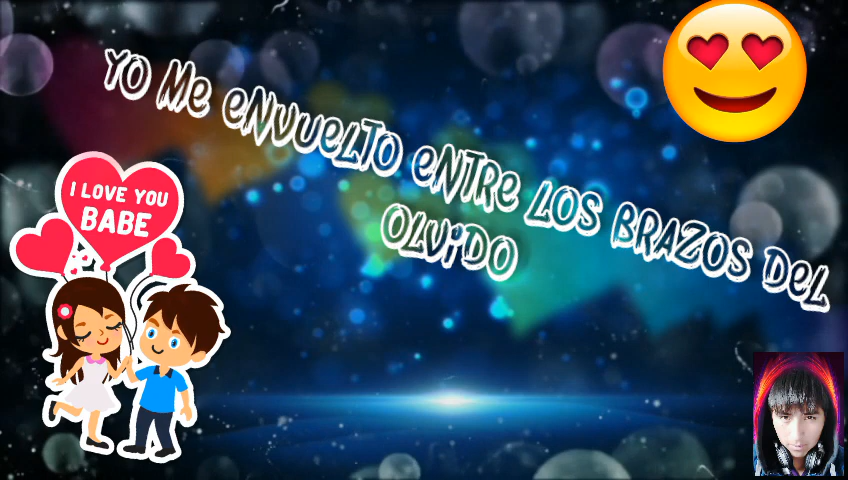 YO Me eNVUeLTO eNTRe LOS BRAZOS DeL
OLViDO
I LOVE YOU
BABE